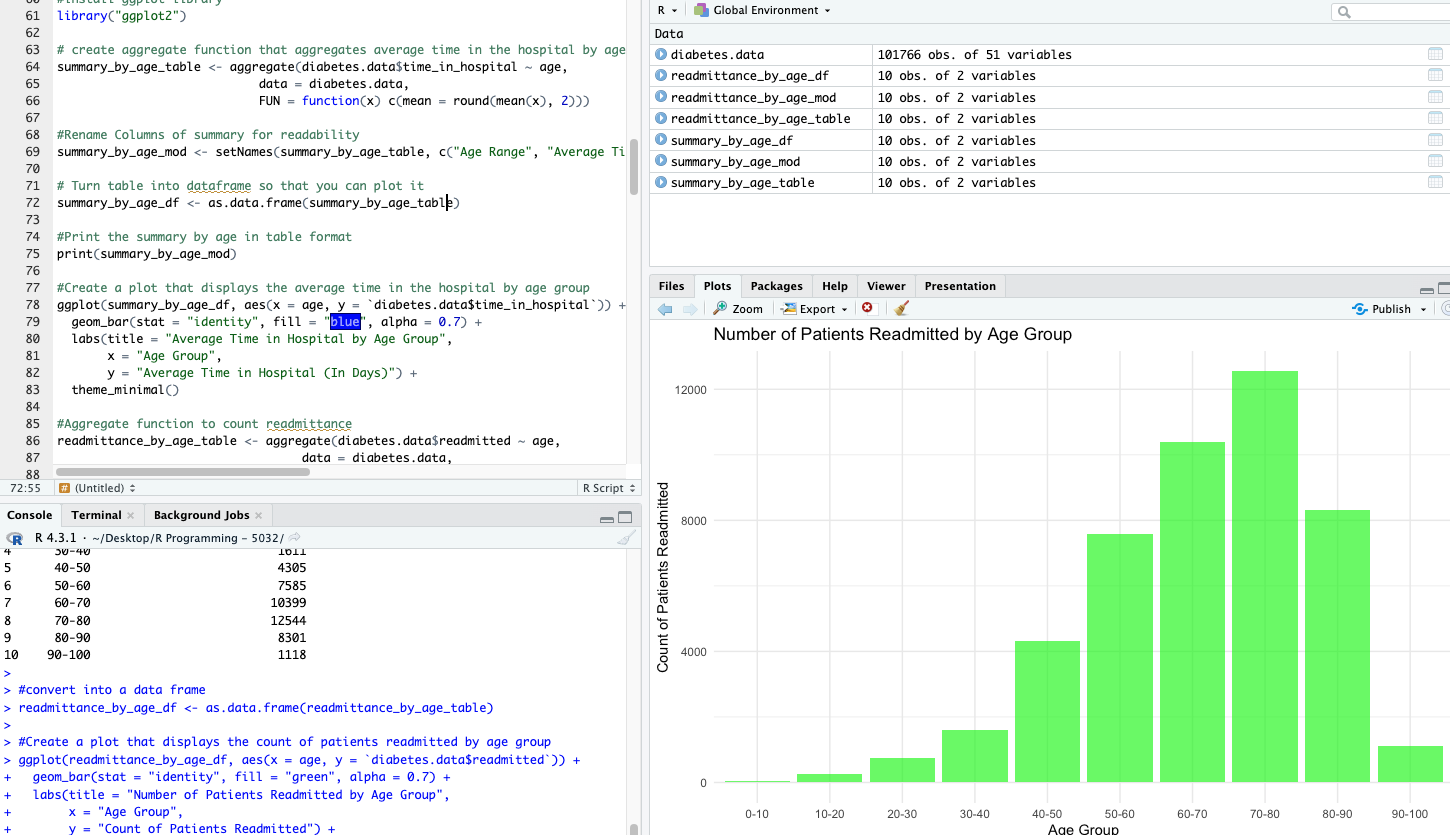 60 #install ggplot library
61 library("ggplot2")
62
63 # create aggregate function that aggregates average time in the hospital by age
64 summary_by_age_table <- aggregate(diabetes.data$time_in_hospital ~ age,
65 data = diabetes.data,
66 FUN = function(x) c(mean = round(mean(x), 2)))
67
68 #Rename Columns of summary for readability
69 summary_by_age_mod <- setNames(summary_by_age_table, c("Age Range", "Average Ti
70
71 # Turn table into dataframe so that you can plot it
72 summary_by_age_df <- as.data.frame(summary_by_age_table)
73
74 #Print the summary by age in table format
75 print(summary_by_age_mod)
76
77 #Create a plot that displays the average time in the hospital by age group
78 ggplot(summary_by_age_df, aes(x = age, y = `diabetes.data$time_in_hospital`)) +
79 geom_bar(stat = "identity", fill = "blue", alpha = 0.7) +
80 labs(title = "Average Time in Hospital by Age Group",
81 x = "Age Group",
82 y = "Average Time in Hospital (In Days)") +
83 theme_minimal()
84
85 #Aggregate function to count readmittance
86 readmittance_by_age_table <- aggregate(diabetes.data$readmitted ~ age,
87 data = diabetes.data,
88
72:55 # (Untitled) R Script
Console Terminal Background Jobs
R R 4.3.1 · ~/Desktop/R Programming – 5032/
4 30-40 1611
5 40-50 4305
6 50-60 7585
7 60-70 10399
8 70-80 12544
9 80-90 8301
10 90-100 1118
>
> #convert into a data frame
> readmittance_by_age_df <- as.data.frame(readmittance_by_age_table)
>
> #Create a plot that displays the count of patients readmitted by age group
> ggplot(readmittance_by_age_df, aes(x = age, y = `diabetes.data$readmitted`)) +
+ geom_bar(stat = "identity", fill = "green", alpha = 0.7) +
+ labs(title = "Number of Patients Readmitted by Age Group",
+ x = "Age Group",
+ y = "Count of Patients Readmitted") +
R Global Environment
Data
diabetes.data 101766 obs. of 51 variables
readmittance_by_age_df 10 obs. of 2 variables
readmittance_by_age_mod 10 obs. of 2 variables
readmittance_by_age_table 10 obs. of 2 variables
summary_by_age_df 10 obs. of 2 variables
summary_by_age_mod 10 obs. of 2 variables
summary_by_age_table 10 obs. of 2 variables
Files Plots Packages Help Viewer Presentation
Zoom Export Publish
Number of Patients Readmitted by Age Group
Count of Patients Readmitted
12000
8000
4000
0
0-10 10-20 20-30 30-40 40-50 50-60 60-70 70-80 80-90 90-100
Age Group